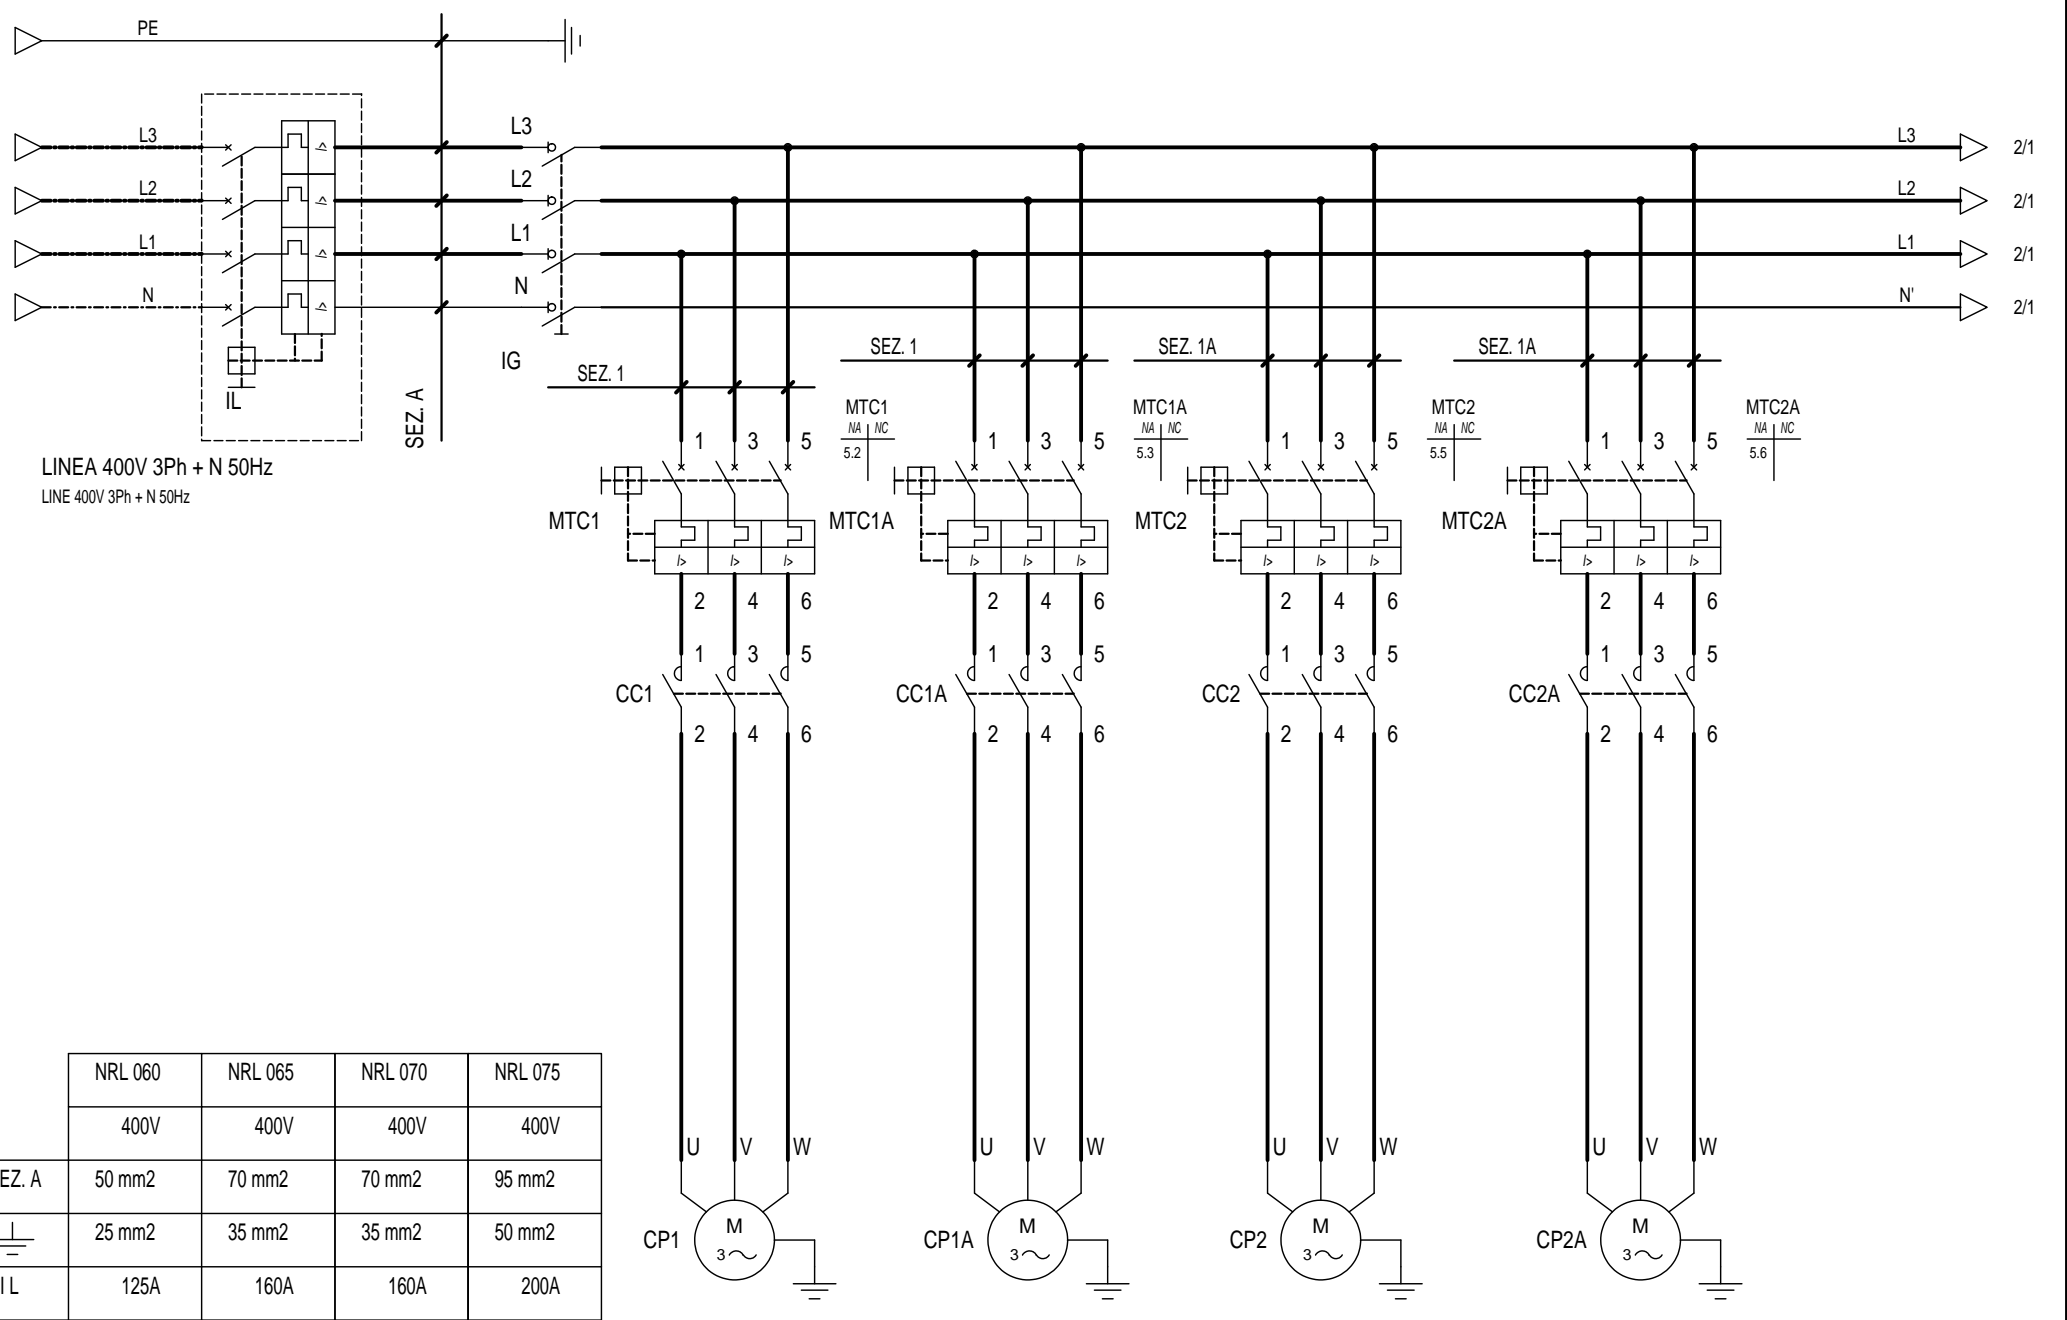 PE
L3 L3 L3 2/1
L2 L2 L2 2/1
L1 L1 L1 2/1
N N N' 2/1
I> I> I> I>
IL
SEZ. A
IG
SEZ. 1 SEZ. 1 SEZ. 1A SEZ. 1A
LINEA 400V 3Ph + N 50Hz
LINE 400V 3Ph + N 50Hz
MTC1 MTC1A MTC2 MTC2A
NA NC NA NC NA NC NA NC
5.2 5.3 5.5 5.6
1 3 5 1 3 5 1 3 5 1 3 5
MTC1 MTC1A MTC2 MTC2A
I> I> I> I> I> I> I> I> I> I> I> I>
2 4 6 2 4 6 2 4 6 2 4 6
1 3 5 1 3 5 1 3 5 1 3 5
CC1 CC1A CC2 CC2A
2 4 6 2 4 6 2 4 6 2 4 6
U V W U V W U V W U V W
CP1 M 3 CP1A M 3 CP2 M 3 CP2A M 3
NRL 060 NRL 065 NRL 070 NRL 075
400V 400V 400V 400V
EZ. A 50 mm2 70 mm2 70 mm2 95 mm2
25 mm2 35 mm2 35 mm2 50 mm2
I L 125A 160A 160A 200A